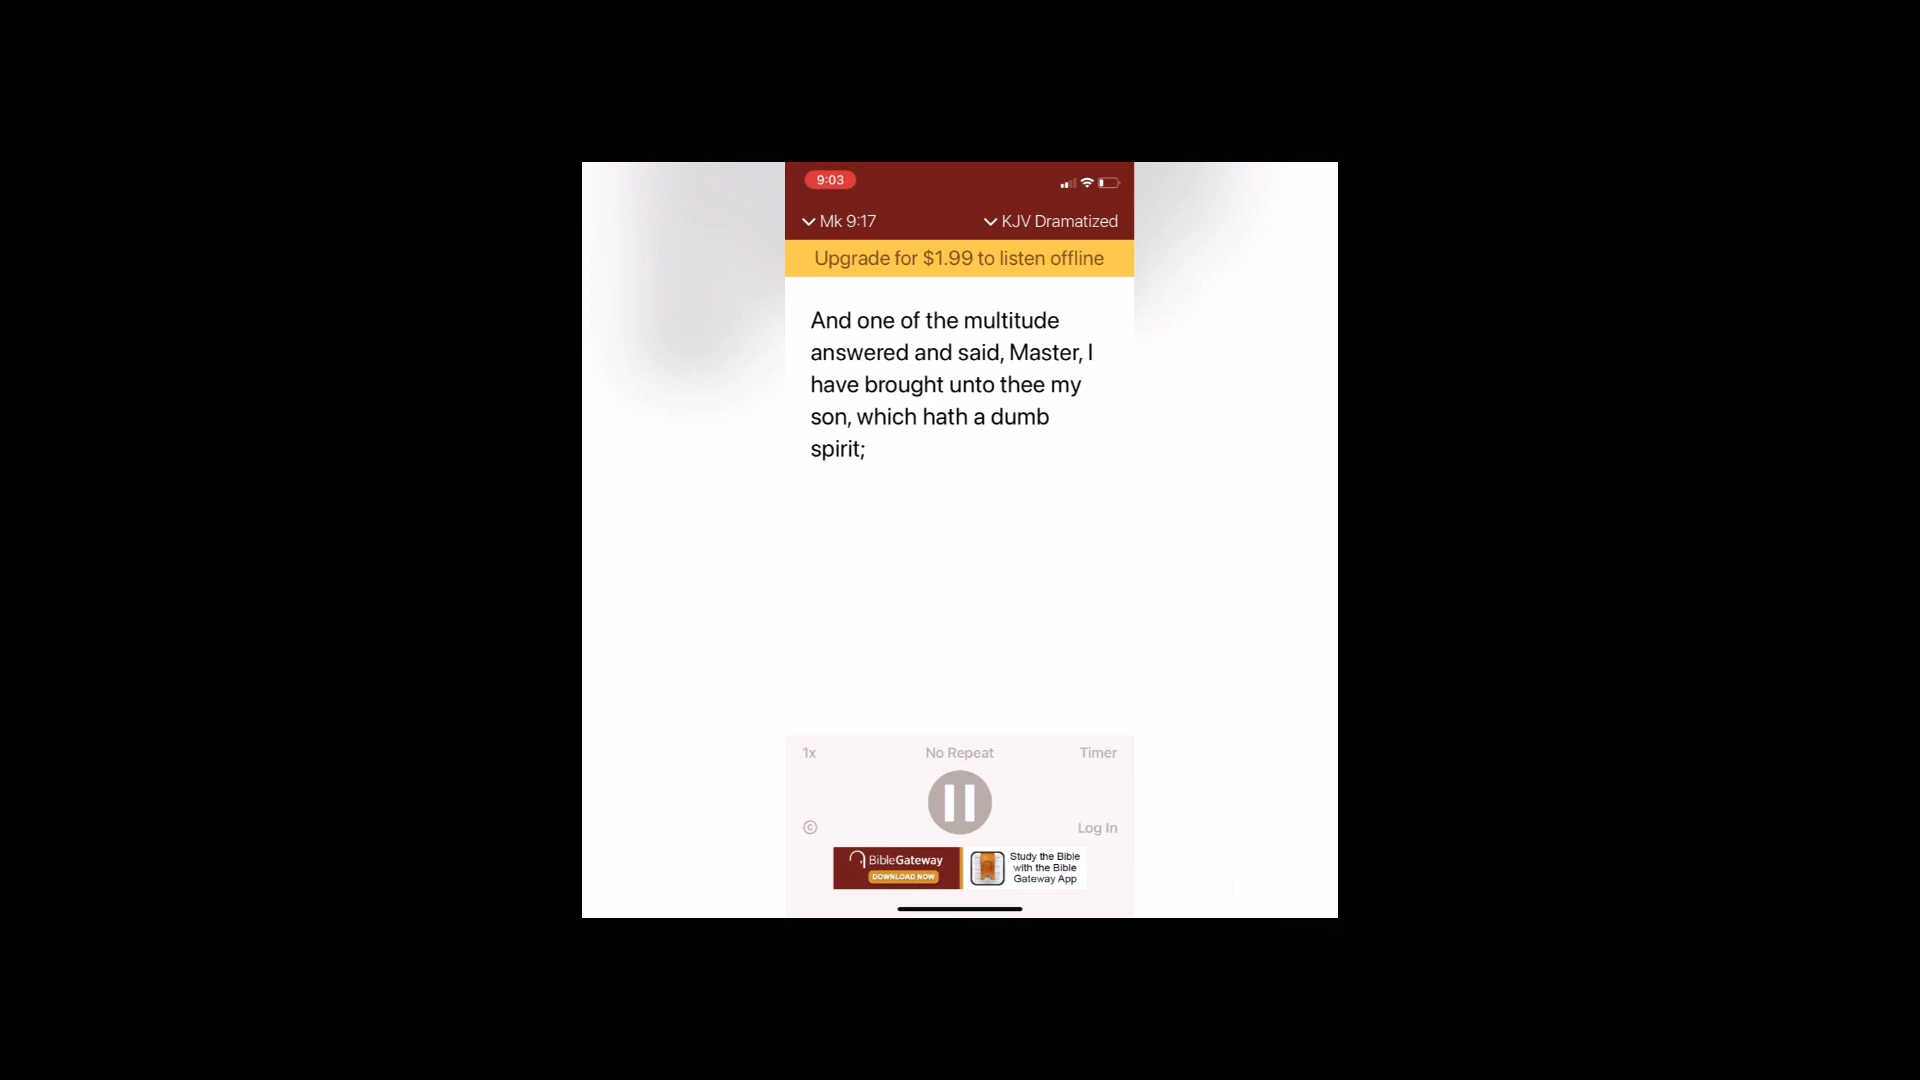 9:03
Mk 9:17
KJV Dramatized
Upgrade for $1.99 to listen offline
And one of the multitude
answered and said, Master, I
have brought unto thee my
son, which hath a dumb
spirit;
1x
No Repeat
Timer
©
Log In
BibleGateway
DOWNLOAD NOW
Study the Bible
with the Bible
Gateway App